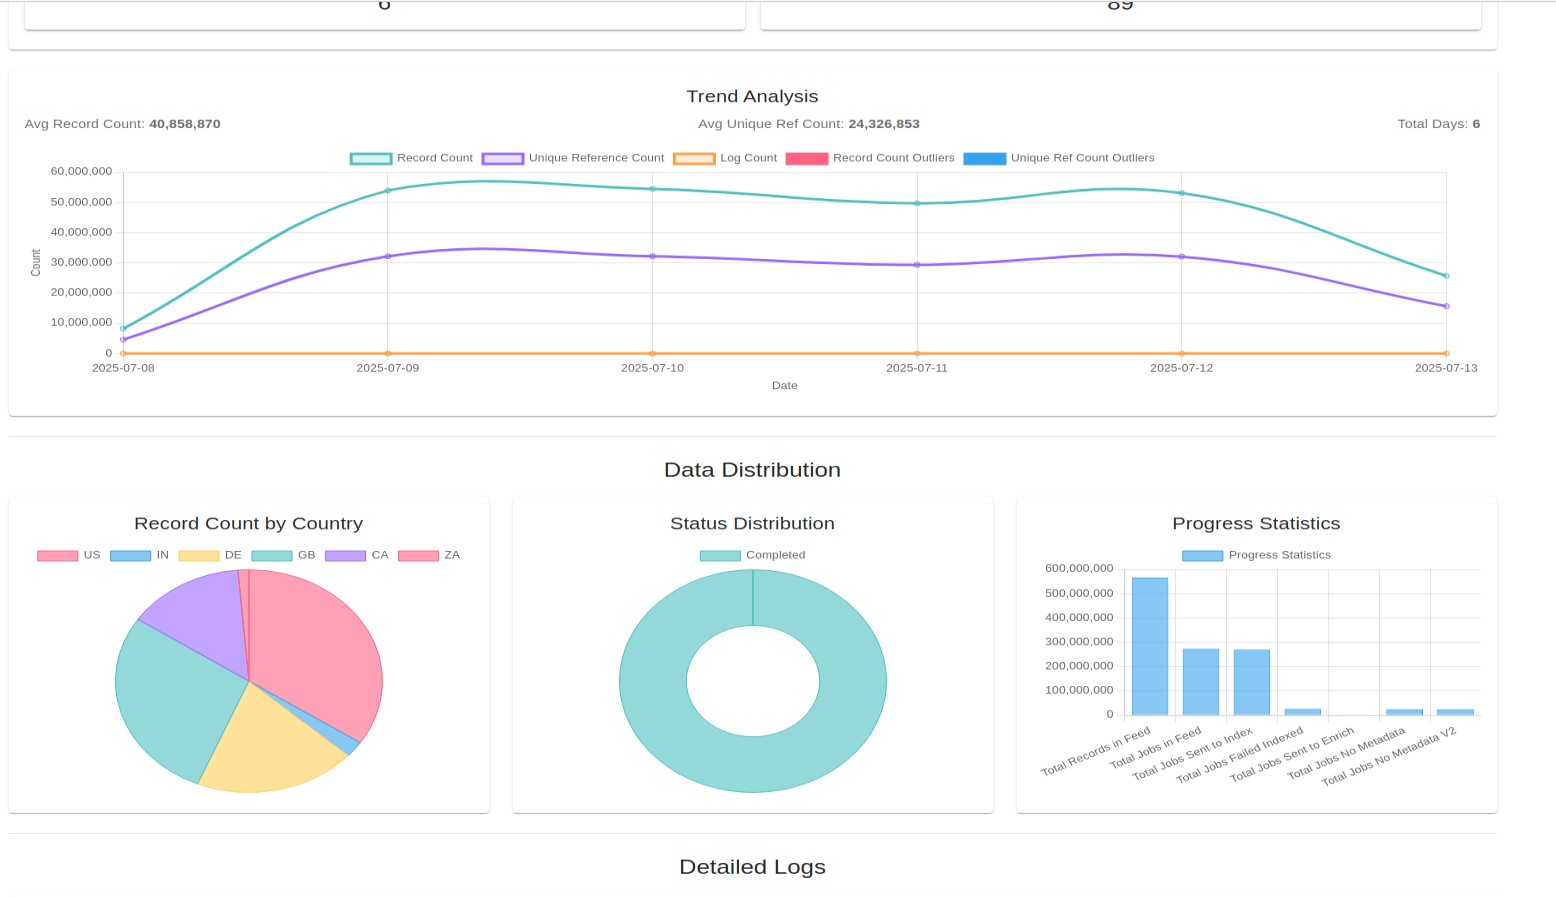 6 89
Trend Analysis
Avg Record Count: 40,858,870 Avg Unique Ref Count: 24,326,853 Total Days: 6
Record Count Unique Reference Count Log Count Record Count Outliers Unique Ref Count Outliers
60,000,000
50,000,000
40,000,000
30,000,000
20,000,000
10,000,000
0
Count
2025-07-08 2025-07-09 2025-07-10 2025-07-11 2025-07-12 2025-07-13
Date
Data Distribution
Record Count by Country
US IN DE GB CA ZA
Status Distribution
Completed
Progress Statistics
Progress Statistics
600,000,000
500,000,000
400,000,000
300,000,000
200,000,000
100,000,000
0
Total Records in Feed
Total Jobs in Feed
Total Jobs Sent to Index
Total Jobs Failed Indexed
Total Jobs Sent to Enrich
Total Jobs No Metadata
Total Jobs No Metadata V2
Detailed Logs